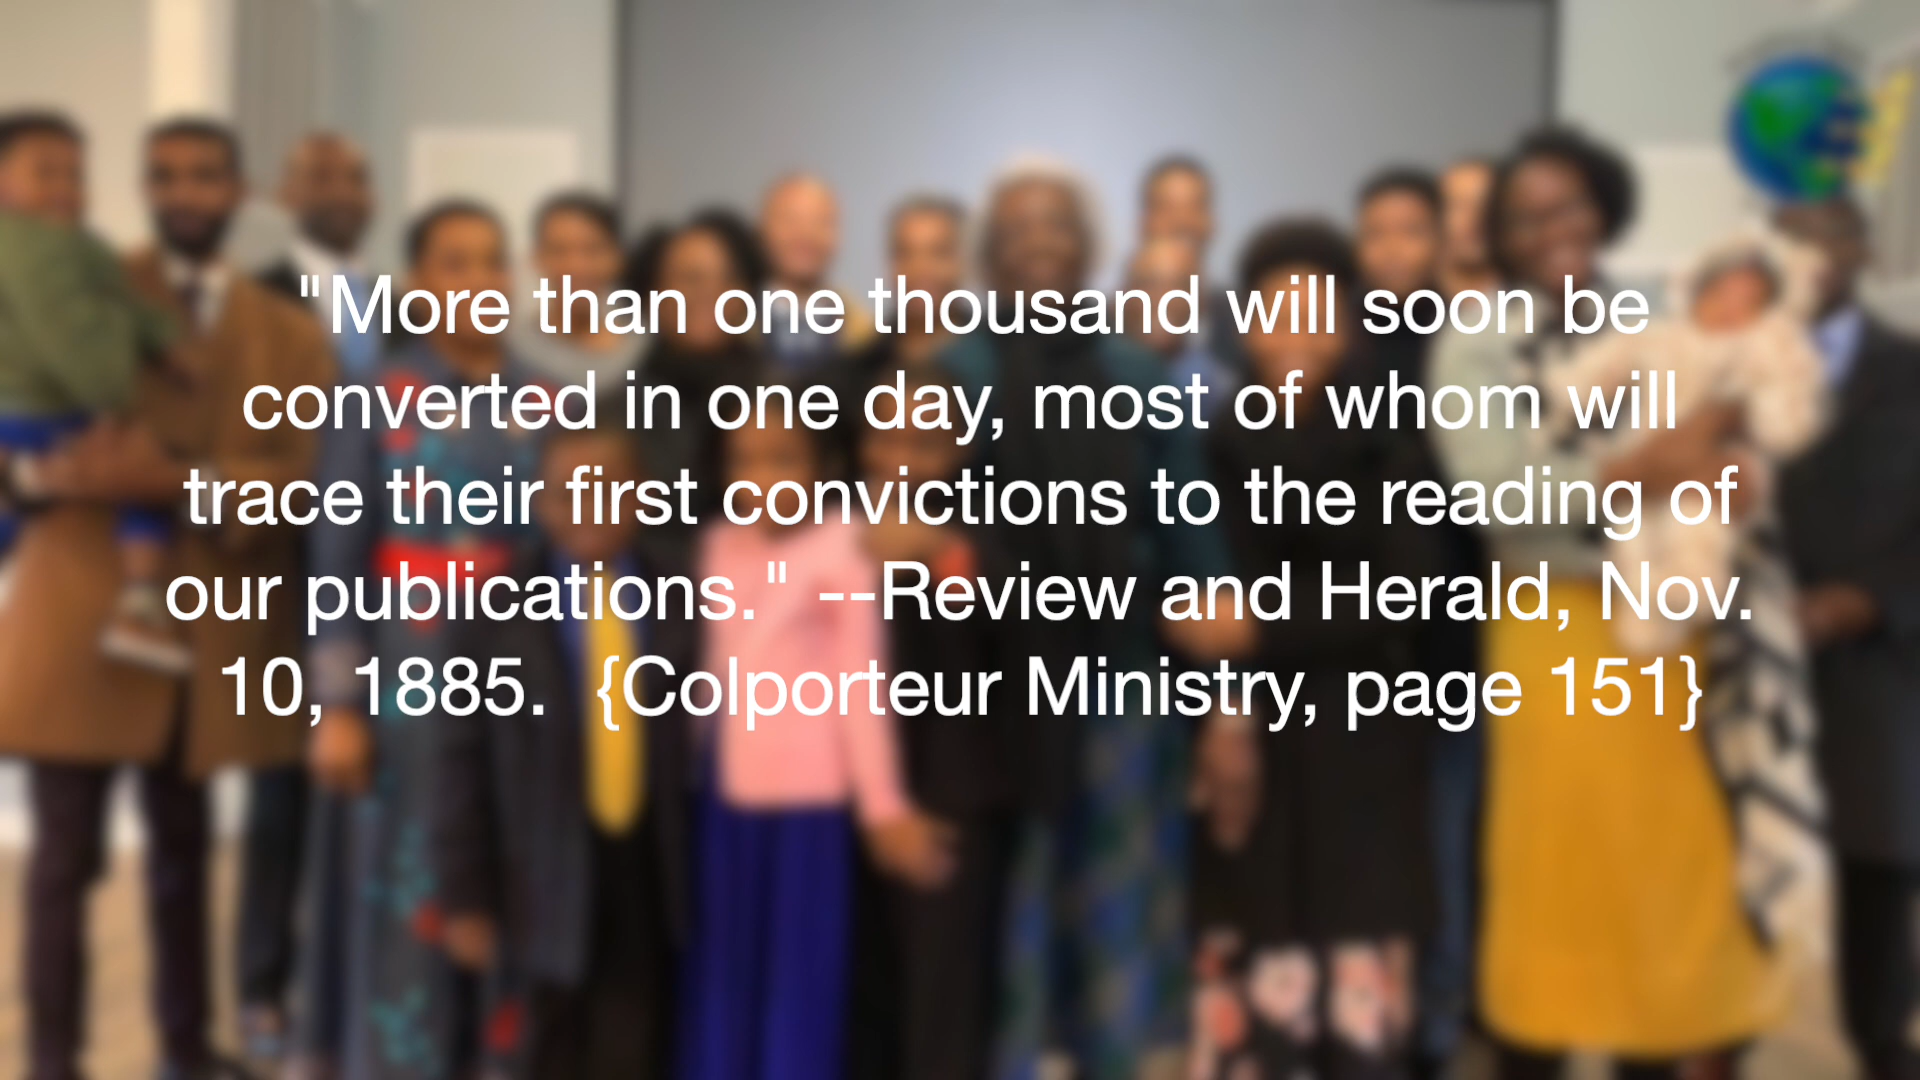 "More than one thousand will soon be
converted in one day, most of whom will
trace their first convictions to the reading of
our publications." --Review and Herald, Nov.
10, 1885.  {Colporteur Ministry, page 151}